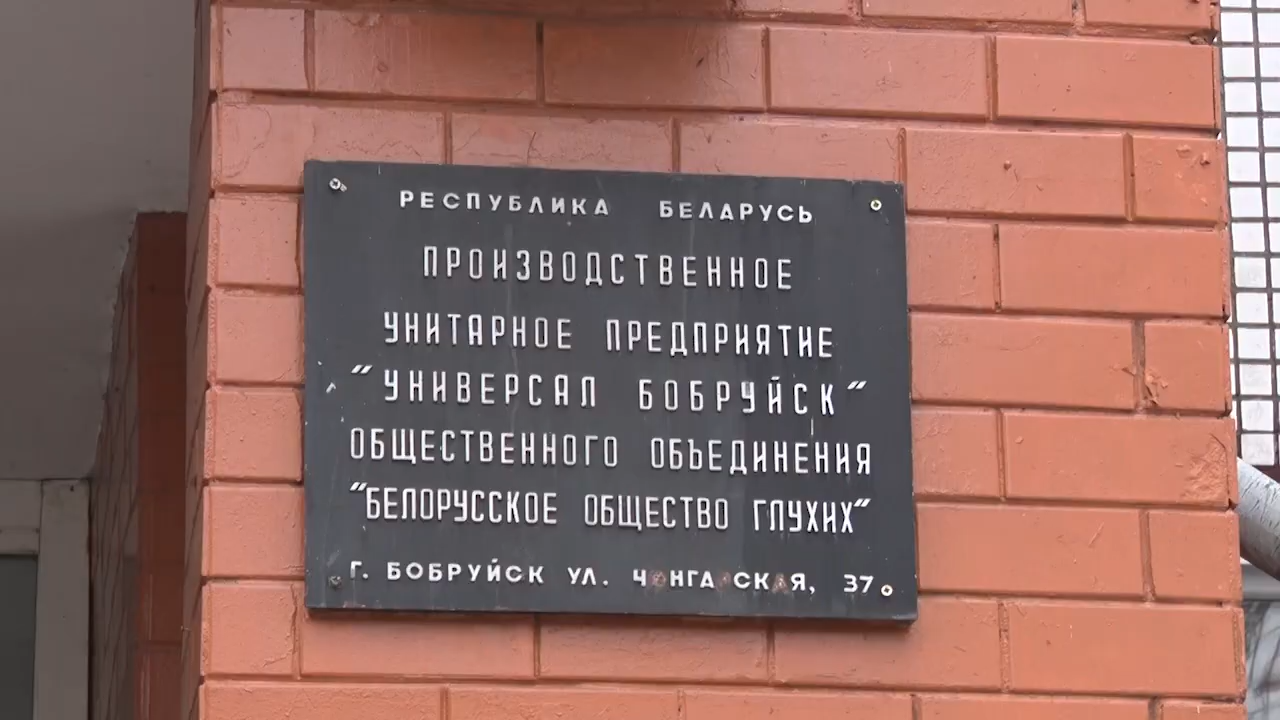 РЕСПУБЛИКА БЕЛАРУСЬ
ПРОИЗВОДСТВЕННОЕ
УНИТАРНОЕ ПРЕДПРИЯТИЕ
"УНИВЕРСАЛ БОБРУЙСК"
ОБЩЕСТВЕННОГО ОБЪЕДИНЕНИЯ
"БЕЛОРУССКОЕ ОБЩЕСТВО ГЛУХИХ"
Г. БОБРУЙСК УЛ. ЧОНГАРСКАЯ, 37